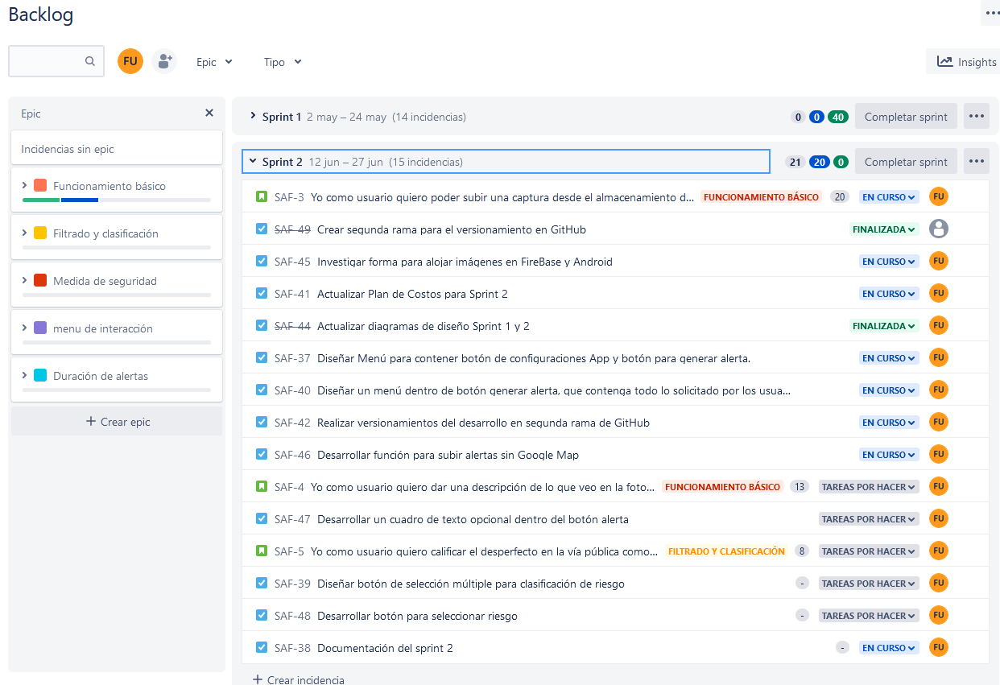 Backlog
FU Epic Tipo Insights
Epic
Incidencias sin epic
Funcionamiento básico
Filtrado y clasificación
Medida de seguridad
menu de interacción
Duración de alertas
Crear epic
Sprint 1 2 may – 24 may (14 incidencias) 0 0 40 Completar sprint
Sprint 2 12 jun – 27 jun (15 incidencias) 21 20 0 Completar sprint
SAF-3 Yo como usuario quiero poder subir una captura desde el almacenamiento d... FUNCIONAMIENTO BÁSICO 20 EN CURSO FU
SAF-49 Crear segunda rama para el versionamiento en GitHub FINALIZADA
SAF-45 Investigar forma para alojar imágenes en FireBase y Android EN CURSO FU
SAF-41 Actualizar Plan de Costos para Sprint 2 EN CURSO FU
SAF-44 Actualizar diagramas de diseño Sprint 1 y 2 FINALIZADA FU
SAF-37 Diseñar Menú para contener botón de configuraciones App y botón para generar alerta. EN CURSO FU
SAF-40 Diseñar un menú dentro de botón generar alerta, que contenga todo lo solicitado por los usua... EN CURSO FU
SAF-42 Realizar versionamientos del desarrollo en segunda rama de GitHub EN CURSO FU
SAF-46 Desarrollar función para subir alertas sin Google Map EN CURSO FU
SAF-4 Yo como usuario quiero dar una descripción de lo que veo en la foto... FUNCIONAMIENTO BÁSICO 13 TAREAS POR HACER FU
SAF-47 Desarrollar un cuadro de texto opcional dentro del botón alerta TAREAS POR HACER FU
SAF-5 Yo como usuario quiero calificar el desperfecto en la vía pública como... FILTRADO Y CLASIFICACIÓN 8 TAREAS POR HACER FU
SAF-39 Diseñar botón de selección múltiple para clasificación de riesgo - TAREAS POR HACER FU
SAF-48 Desarrollar botón para seleccionar riesgo - TAREAS POR HACER FU
SAF-38 Documentación del sprint 2 - EN CURSO FU
Crear incidencia